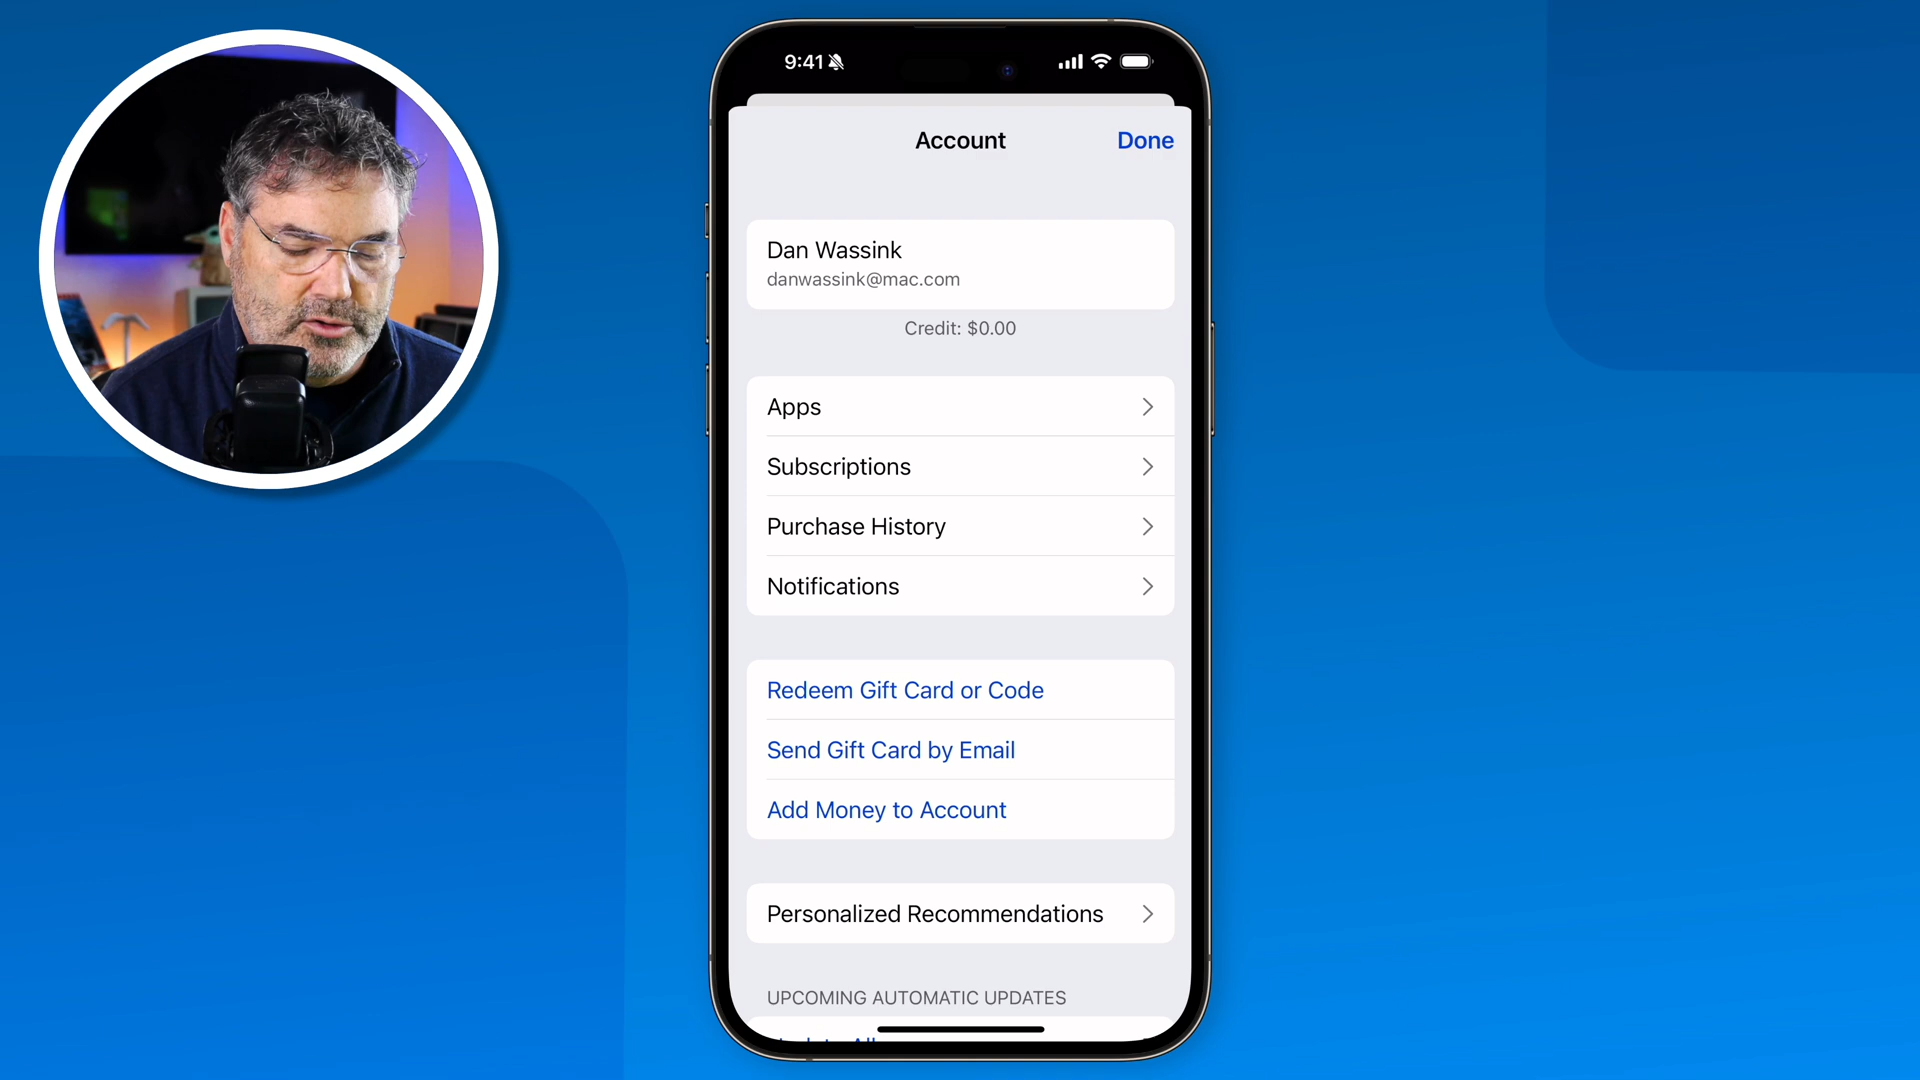 9:41
Account
Done
Dan Wassink
danwassink@mac.com
Credit: $0.00
Apps
Subscriptions
Purchase History
Notifications
Redeem Gift Card or Code
Send Gift Card by Email
Add Money to Account
Personalized Recommendations
UPCOMING AUTOMATIC UPDATES